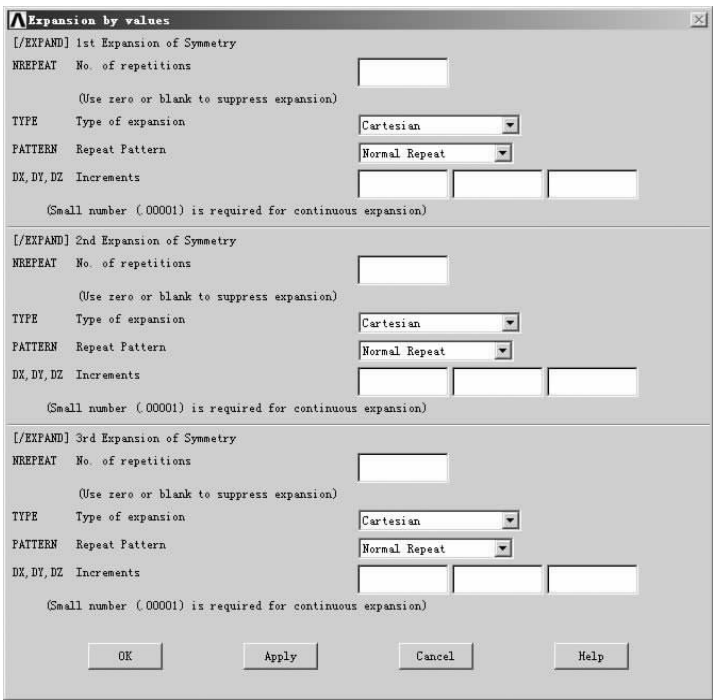 Expansion by values
[/EXPAND] 1st Expansion of Symmetry
NREPEAT No. of repetitions
(Use zero or blank to suppress expansion)
TYPE Type of expansion Cartesian
PATTERN Repeat Pattern Normal Repeat
DX, DY, DZ Increments
(Small number (.00001) is required for continuous expansion)
[/EXPAND] 2nd Expansion of Symmetry
NREPEAT No. of repetitions
(Use zero or blank to suppress expansion)
TYPE Type of expansion Cartesian
PATTERN Repeat Pattern Normal Repeat
DX, DY, DZ Increments
(Small number (.00001) is required for continuous expansion)
[/EXPAND] 3rd Expansion of Symmetry
NREPEAT No. of repetitions
(Use zero or blank to suppress expansion)
TYPE Type of expansion Cartesian
PATTERN Repeat Pattern Normal Repeat
DX, DY, DZ Increments
(Small number (.00001) is required for continuous expansion)
OK Apply Cancel Help